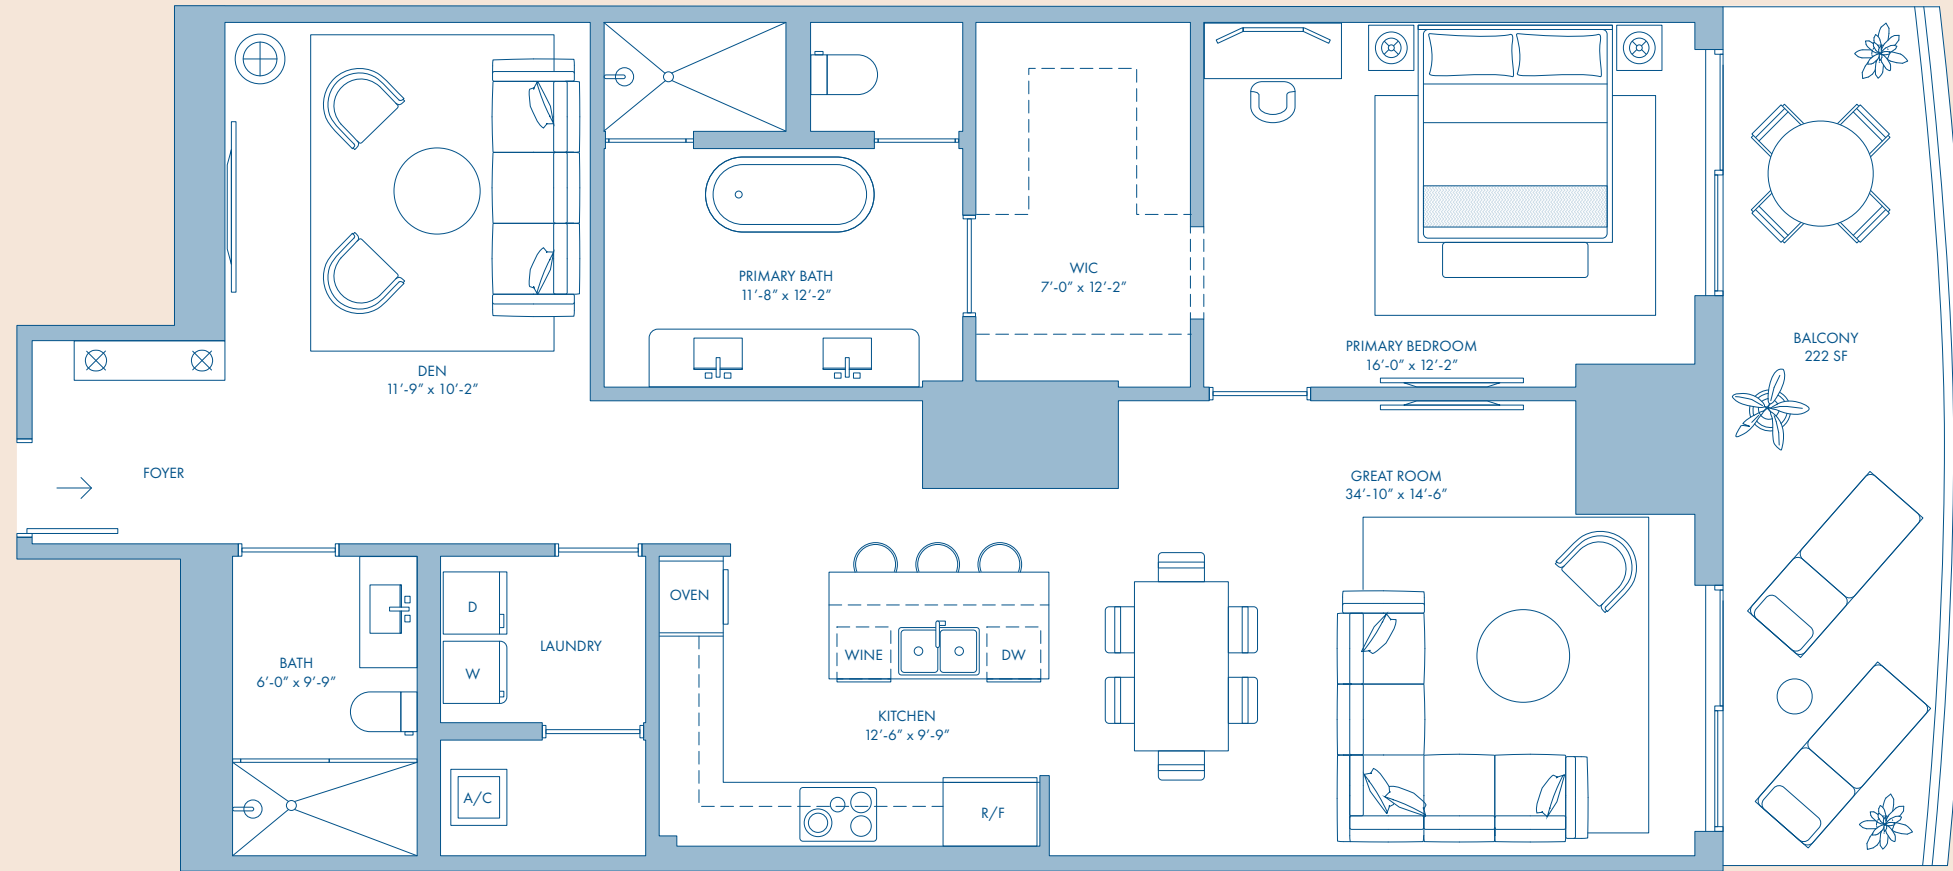 PRIMARY BATH
11'-8" x 12'-2"
WIC
7'-0" x 12'-2"
PRIMARY BEDROOM
16'-0" x 12'-2"
BALCONY
222 SF
DEN
11'-9" x 10'-2"
FOYER
GREAT ROOM
34'-10" x 14'-6"
OVEN
D
LAUNDRY
WINE
DW
BATH
6'-0" x 9'-9"
W
KITCHEN
12'-6" x 9'-9"
A/C
R/F